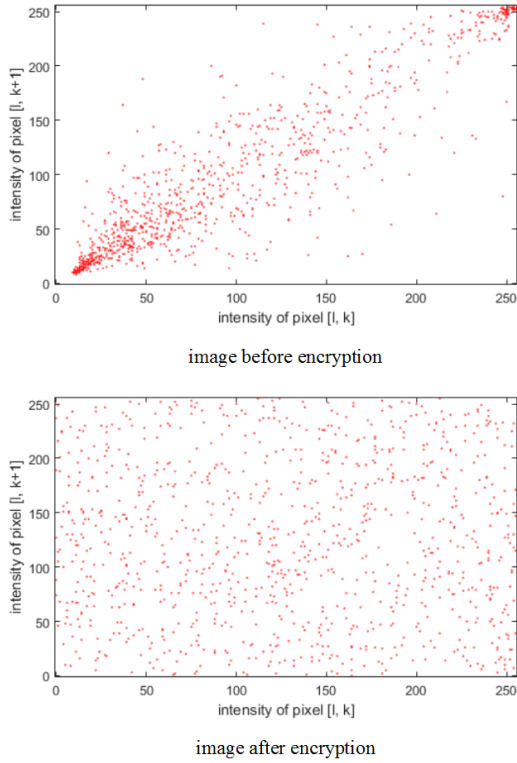 250
200
150
100
50
0
intensity of pixel [l, k+1]
0 50 100 150 200 250
intensity of pixel [l, k]
image before encryption
250
200
150
100
50
0
intensity of pixel [l, k+1]
0 50 100 150 200 250
intensity of pixel [l, k]
image after encryption